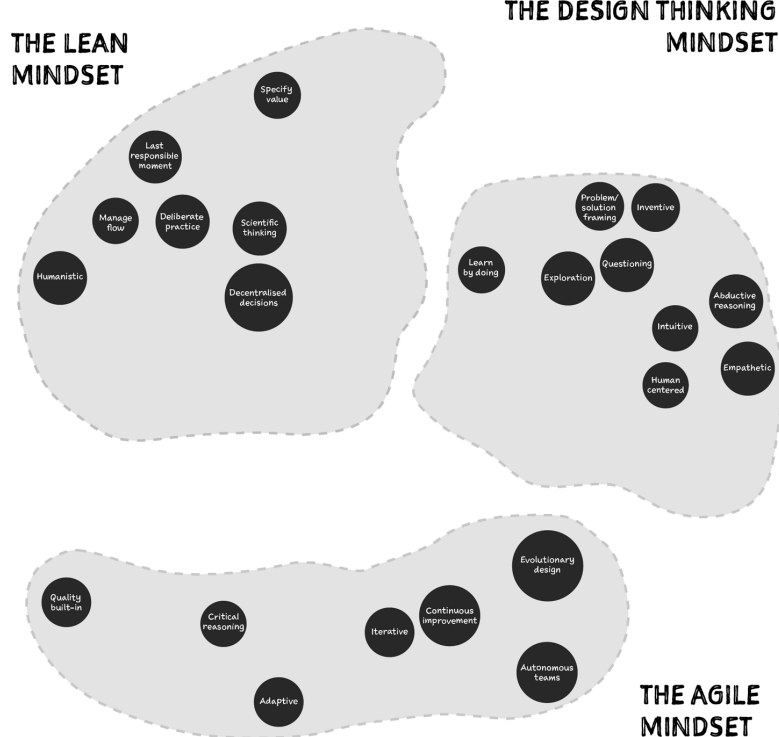 THE LEAN
MINDSET
Specify
value
Last
responsible
moment
Manage
flow
Deliberate
practice
Scientific
thinking
Humanistic
Decentralised
decisions
THE DESIGN THINKING
MINDSET
Problem/
solution
framing
Inventive
Learn
by doing
Exploration
Questioning
Abductive
reasoning
Intuitive
Human
centered
Empathetic
Quality
built-in
Critical
reasoning
Adaptive
Iterative
Continuous
improvement
Evolutionary
design
Autonomous
teams
THE AGILE
MINDSET